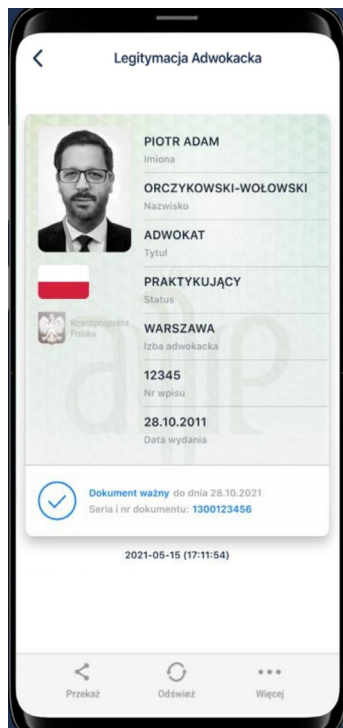 Legitymacja Adwokacka
PIOTR ADAM
Imiona
ORCZYKOWSKI-WOŁOWSKI
Nazwisko
ADWOKAT
Tytuł
PRAKTYKUJĄCY
Status
Rzeczpospolita
Polska
WARSZAWA
Izba adwokacka
12345
Nr wpisu
28.10.2011
Data wydania
Dokument ważny do dnia 28.10.2021
Seria i nr dokumentu: 1300123456
2021-05-15 (17:11:54)
Przekaż
Odśwież
Więcej